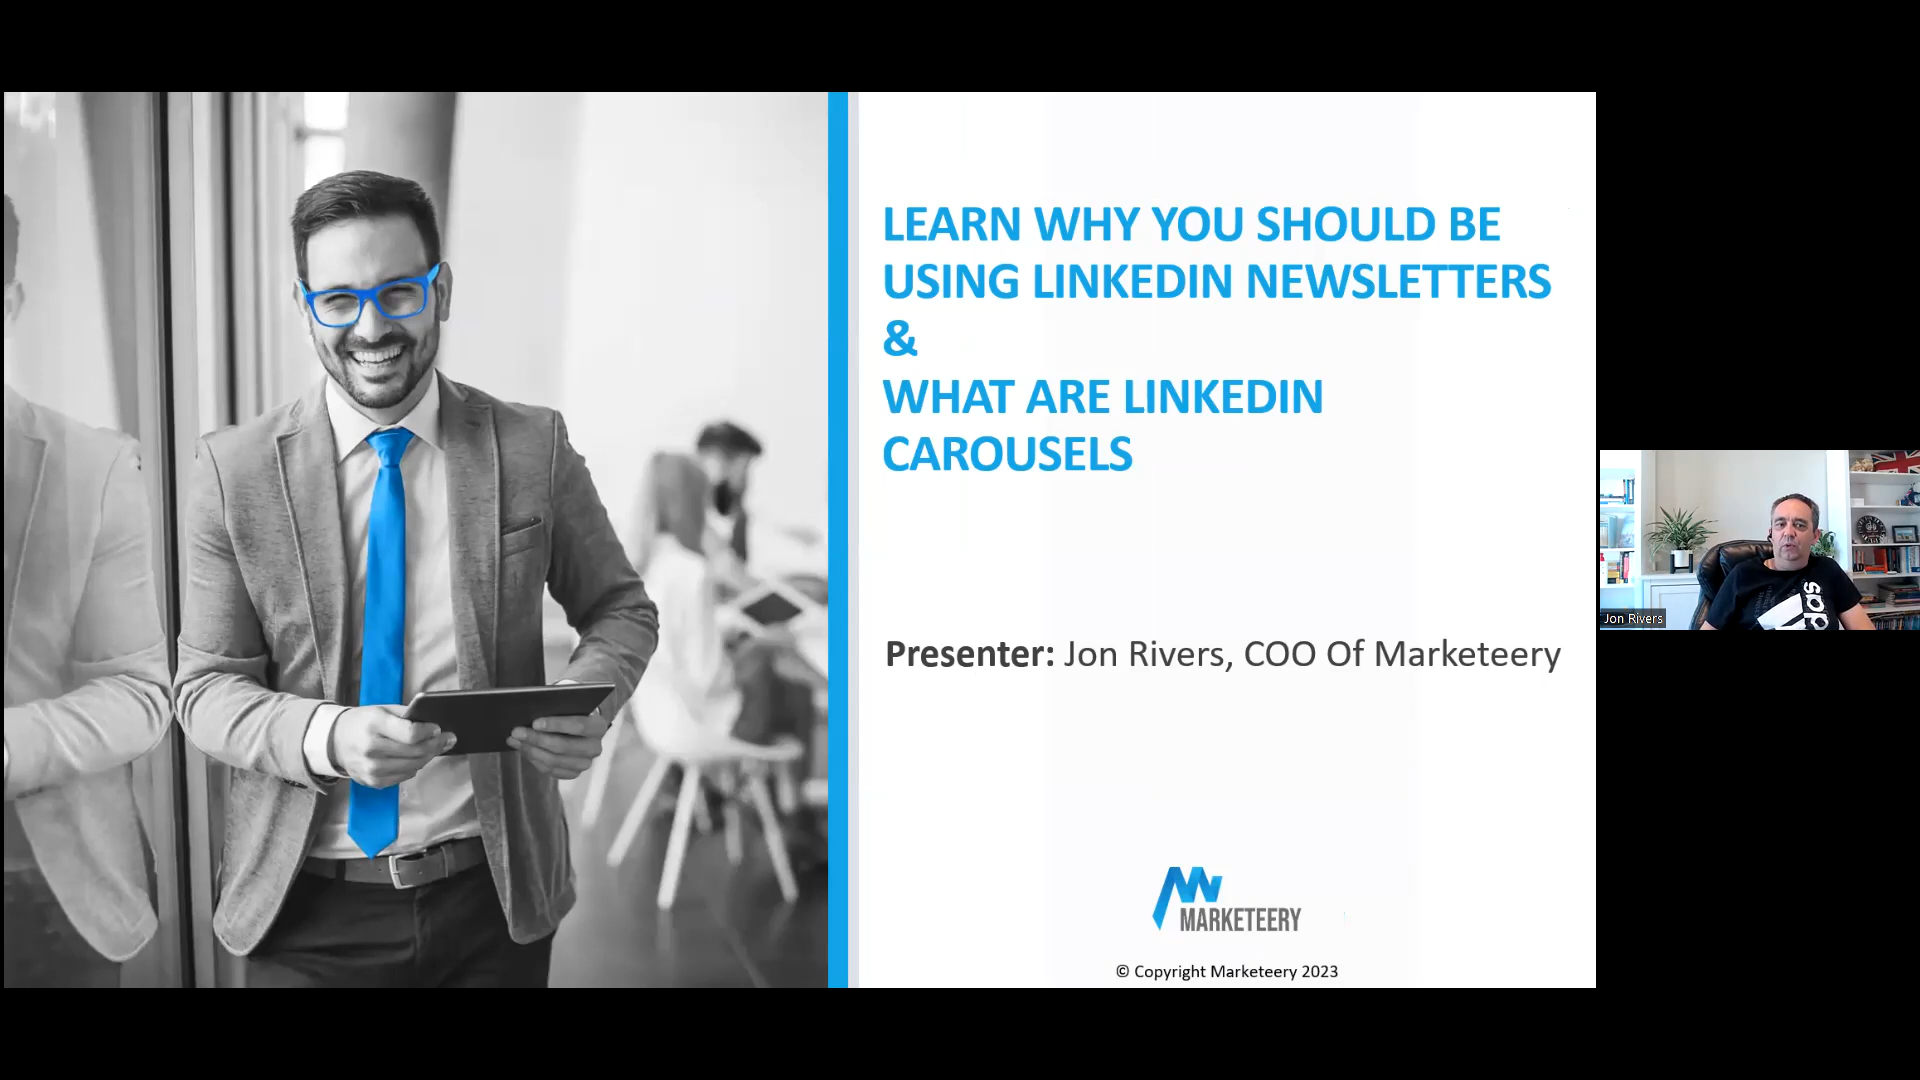 LEARN WHY YOU SHOULD BE
USING LINKEDIN NEWSLETTERS
&
WHAT ARE LINKEDIN
CAROUSELS
Presenter: Jon Rivers, COO Of Marketeery
MARKETEERY
© Copyright Marketeery 2023
Jon Rivers